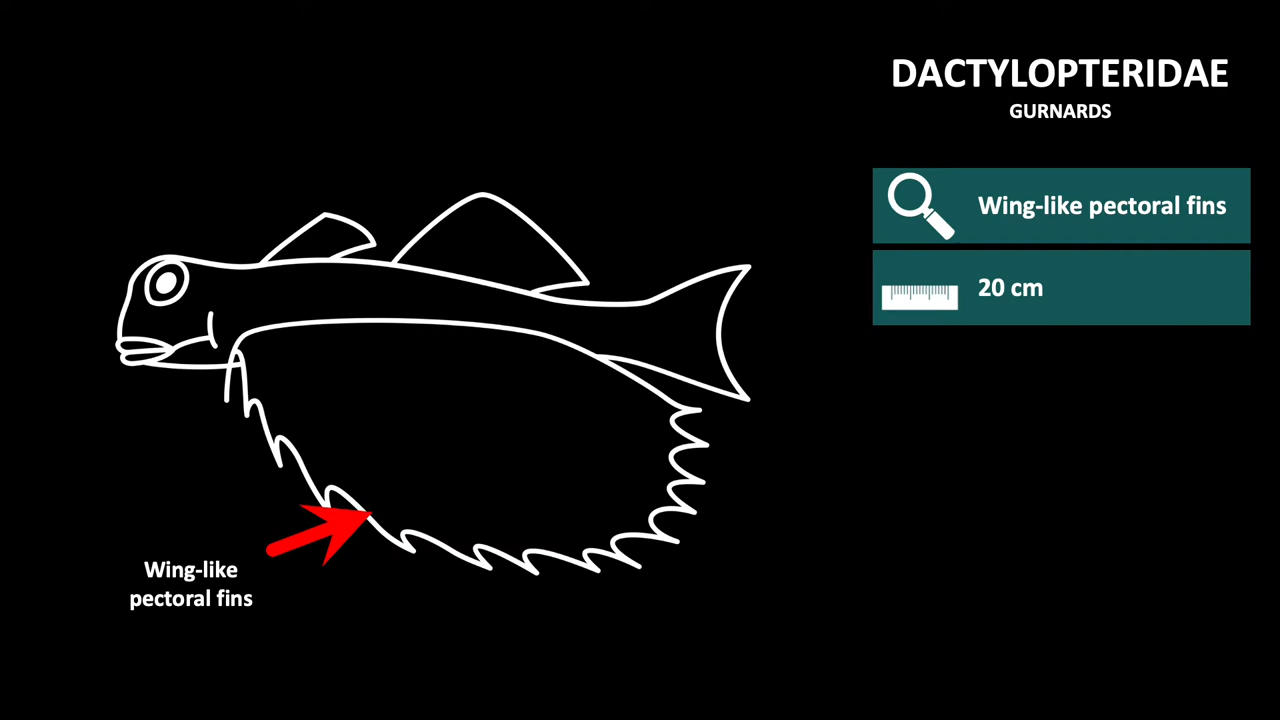 DACTYLOPTERIDAE
GURNARDS
Wing-like pectoral fins
20 cm
Wing-like
pectoral fins